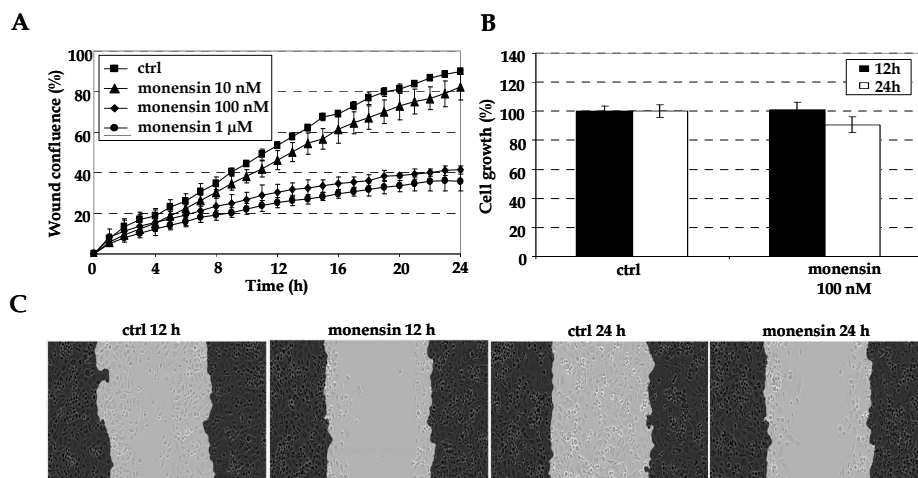 A
Wound confluence (%)
100
80
60
40
20
0
ctrl
monensin 10 nM
monensin 100 nM
monensin 1 µM
0 4 8 12 16 20 24
Time (h)
B
Cell growth (%)
140
120
100
80
60
40
20
0
12h
24h
ctrl
monensin
100 nM
C
ctrl 12 h
monensin 12 h
ctrl 24 h
monensin 24 h